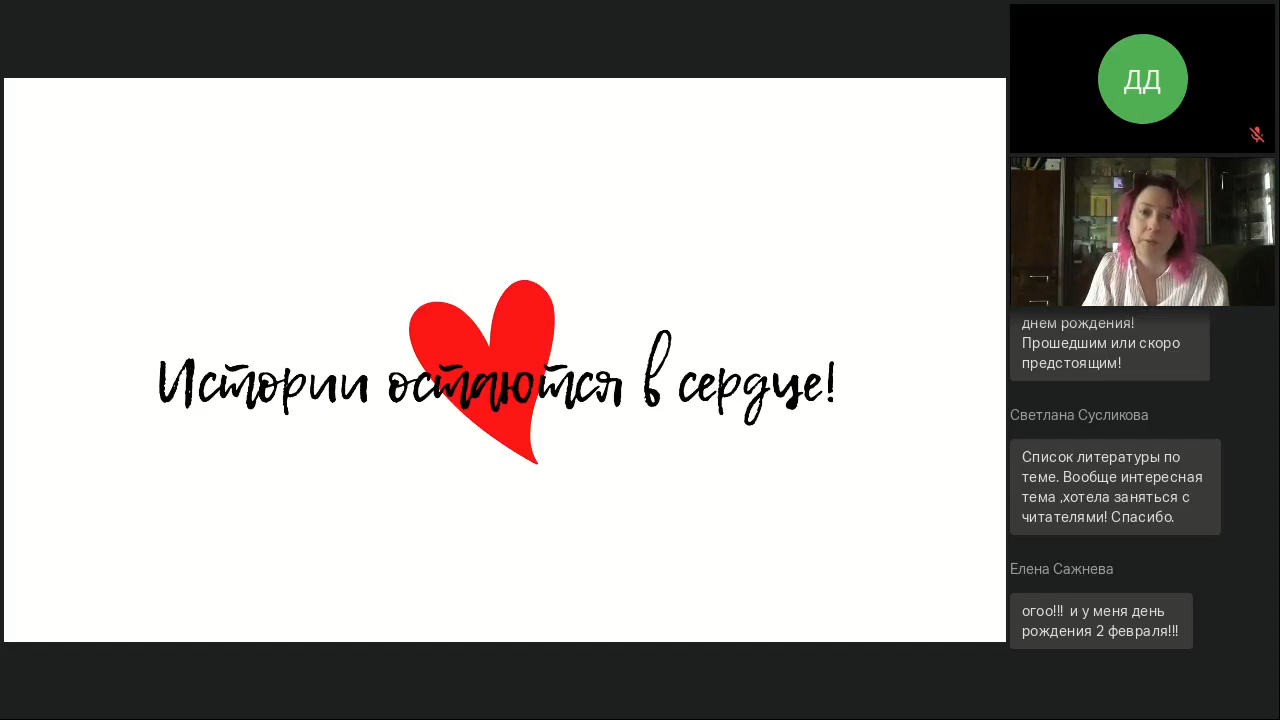 Истории остаются в сердце!
ДД
днем рождения!
Прошедшим или скоро
предстоящим!
Светлана Сусликова
Список литературы по
теме. Вообще интересная
тема ,хотела заняться с
читателями! Спасибо.
Елена Сажнева
огоо!!! и у меня день
рождения 2 февраля!!!